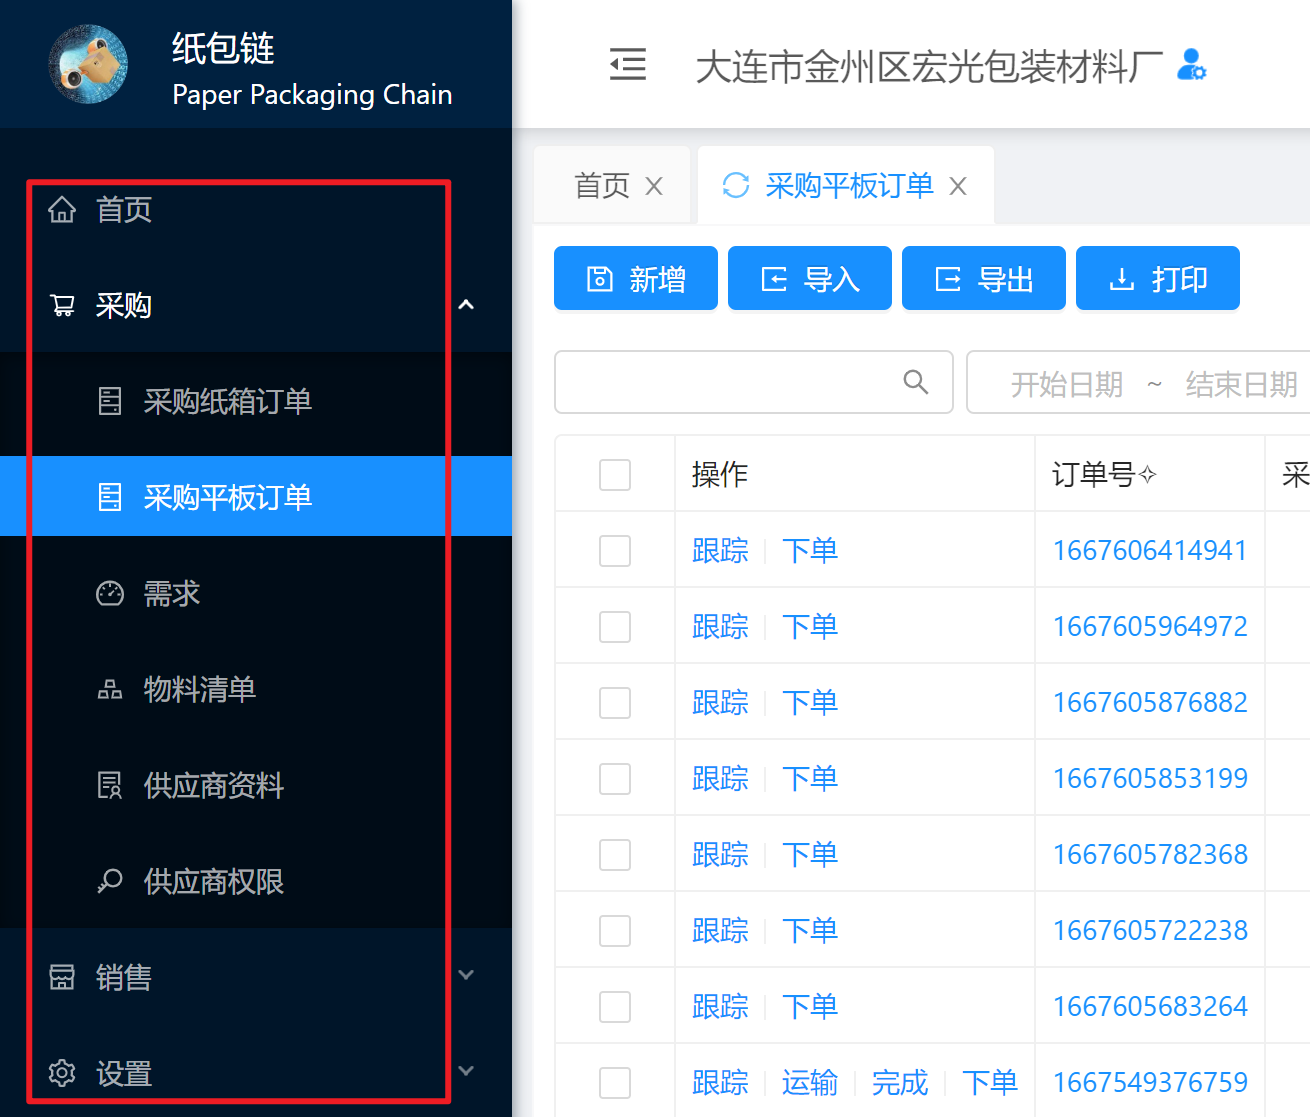 纸包链
Paper Packaging Chain
大连市金州区宏光包装材料厂
首页
采购
采购纸箱订单
采购平板订单
需求
物料清单
供应商资料
供应商权限
销售
设置
首页 X 采购平板订单 X
新增 导入 导出 打印
开始日期 ~ 结束日期
操作 订单号 采
跟踪 下单 1667606414941
跟踪 下单 1667605964972
跟踪 下单 1667605876882
跟踪 下单 1667605853199
跟踪 下单 1667605782368
跟踪 下单 1667605722238
跟踪 下单 1667605683264
跟踪 运输 完成 下单 1667549376759